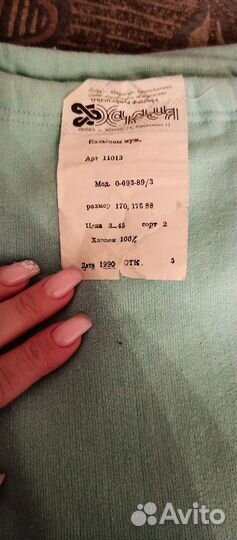 Кальсоны муж.
Арт 11013
Мод. 0-693-89/3
размер 170, 176 88
Цена 3-45 сорт 2
Хлопок 100%
Дата 1990 ОТК. 3
Avito